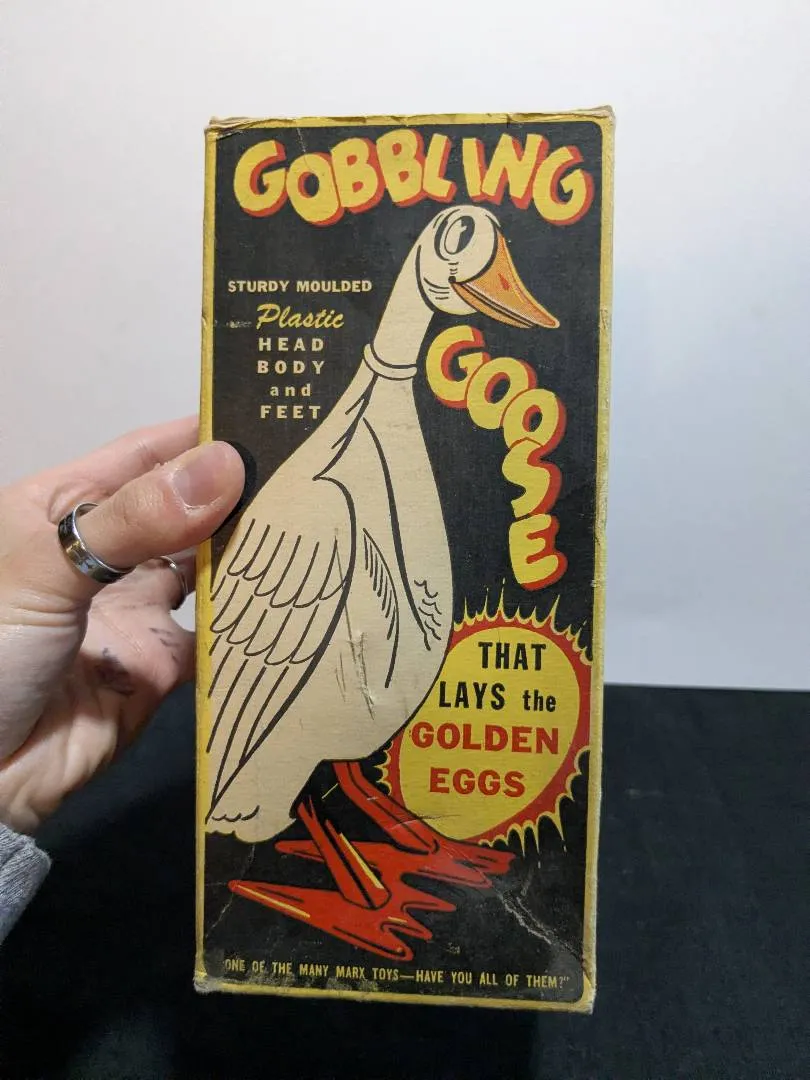 GOBBLING
GOOSE
STURDY MOULDED
Plastic
HEAD
BODY
and
FEET
THAT
LAYS the
GOLDEN
EGGS
"ONE OF THE MANY MARX TOYS—HAVE YOU ALL OF THEM?"